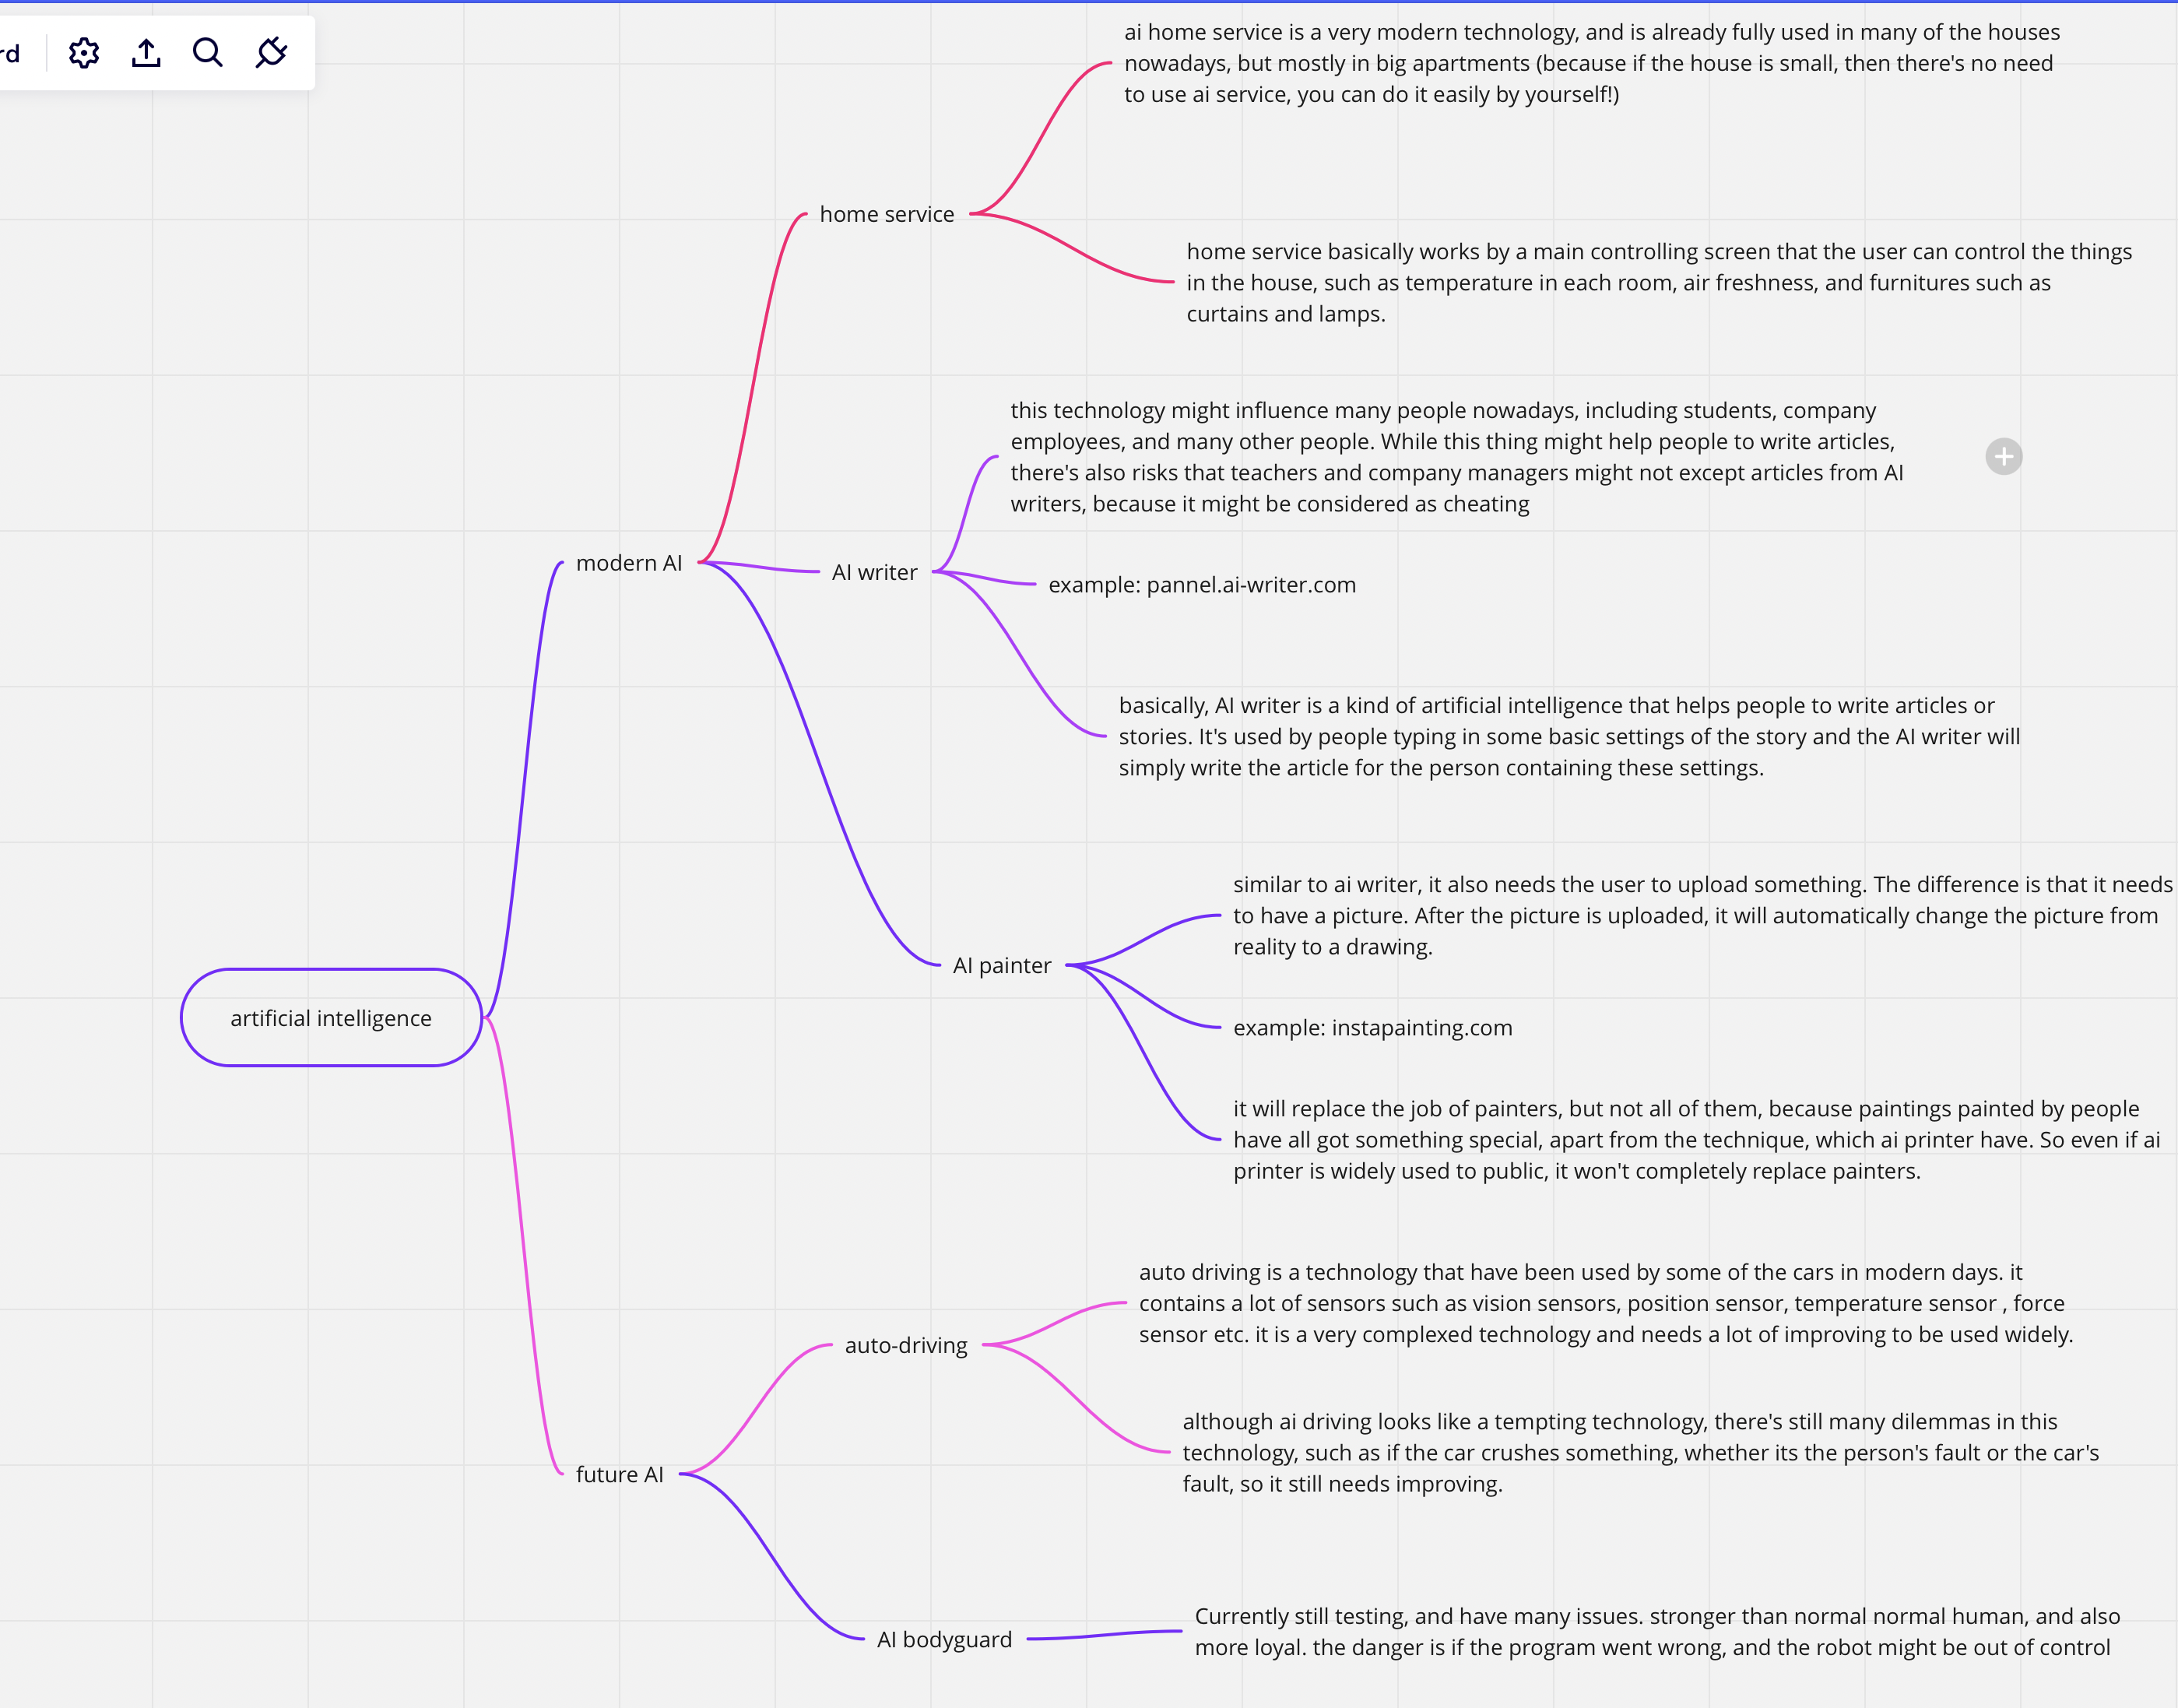 rd
ai home service is a very modern technology, and is already fully used in many of the houses
nowadays, but mostly in big apartments (because if the house is small, then there's no need
to use ai service, you can do it easily by yourself!)
home service
home service basically works by a main controlling screen that the user can control the things
in the house, such as temperature in each room, air freshness, and furnitures such as
curtains and lamps.
this technology might influence many people nowadays, including students, company
employees, and many other people. While this thing might help people to write articles,
there's also risks that teachers and company managers might not except articles from AI
writers, because it might be considered as cheating
modern AI
AI writer
example: pannel.ai-writer.com
basically, AI writer is a kind of artificial intelligence that helps people to write articles or
stories. It's used by people typing in some basic settings of the story and the AI writer will
simply write the article for the person containing these settings.
similar to ai writer, it also needs the user to upload something. The difference is that it needs
to have a picture. After the picture is uploaded, it will automatically change the picture from
reality to a drawing.
AI painter
artificial intelligence
example: instapainting.com
it will replace the job of painters, but not all of them, because paintings painted by people
have all got something special, apart from the technique, which ai printer have. So even if ai
printer is widely used to public, it won't completely replace painters.
auto driving is a technology that have been used by some of the cars in modern days. it
contains a lot of sensors such as vision sensors, position sensor, temperature sensor , force
sensor etc. it is a very complexed technology and needs a lot of improving to be used widely.
auto-driving
although ai driving looks like a tempting technology, there's still many dilemmas in this
technology, such as if the car crushes something, whether its the person's fault or the car's
fault, so it still needs improving.
future AI
Currently still testing, and have many issues. stronger than normal normal human, and also
more loyal. the danger is if the program went wrong, and the robot might be out of control
AI bodyguard